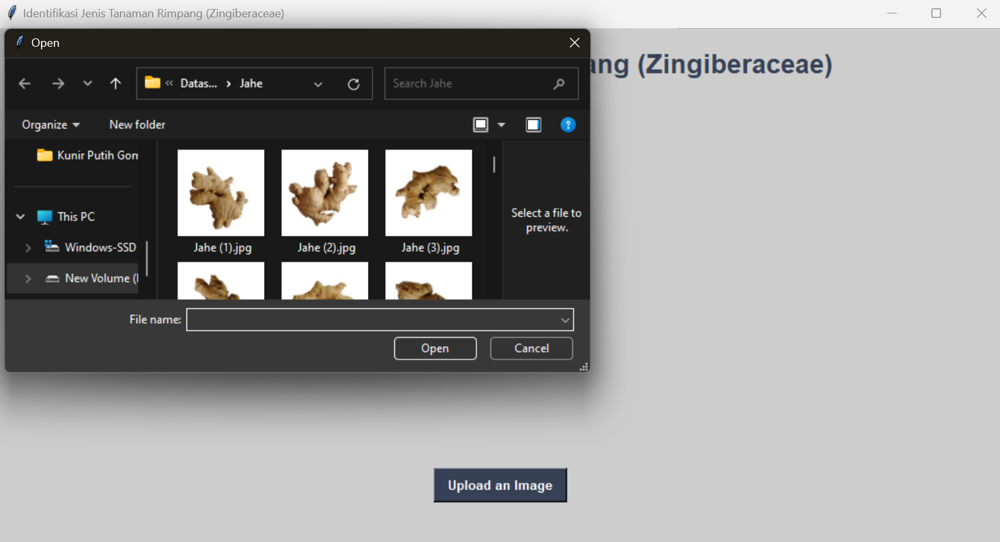 Identifikasi Jenis Tanaman Rimpang (Zingiberaceae)
Open
ang (Zingiberaceae)
« Datas... › Jahe
Search Jahe
Organize
New folder
?
Kunir Putih Gom
This PC
Windows-SSD
New Volume (
Jahe (1).jpg
Jahe (2).jpg
Jahe (3).jpg
Select a file to
preview.
File name:
Open
Cancel
Upload an Image